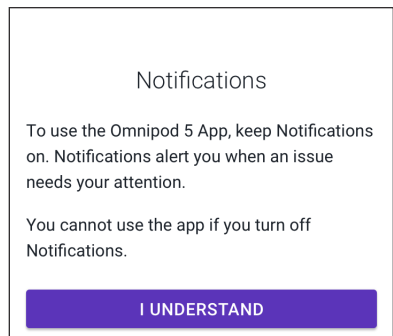 Notifications
To use the Omnipod 5 App, keep Notifications
on. Notifications alert you when an issue
needs your attention.
You cannot use the app if you turn off
Notifications.
I UNDERSTAND